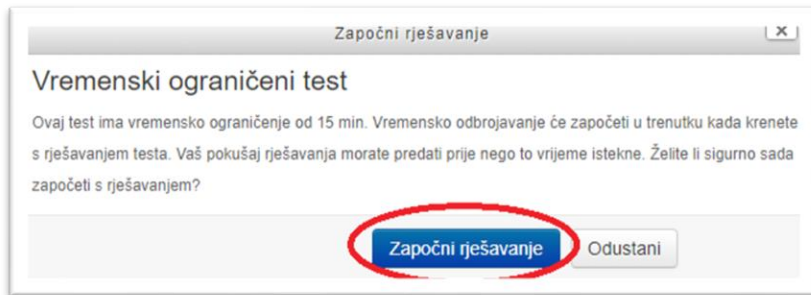 Započni rješavanje
x
Vremenski ograničeni test
Ovaj test ima vremensko ograničenje od 15 min. Vremensko odbrojavanje će započeti u trenutku kada krenete
s rješavanjem testa. Vaš pokušaj rješavanja morate predati prije nego to vrijeme istekne. Želite li sigurno sada
započeti s rješavanjem?
Započni rješavanje Odustani